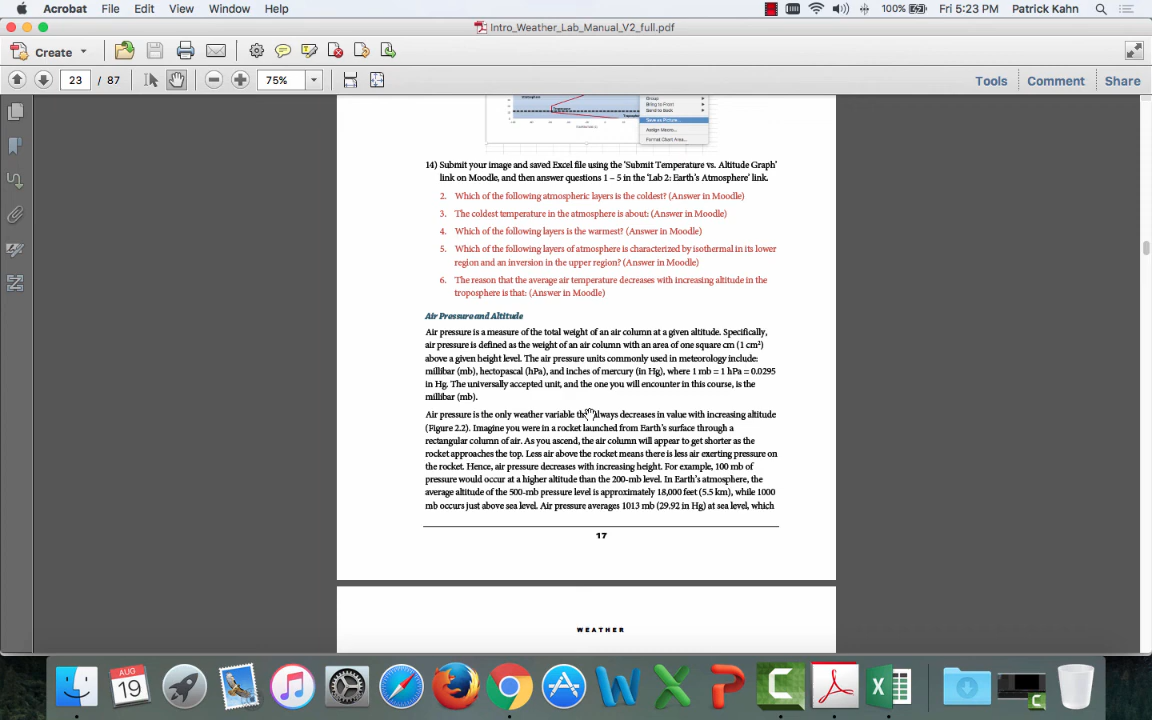 Acrobat File Edit View Window Help 100% Fri 5:23 PM Patrick Kahn
Intro_Weather_Lab_Manual_V2_full.pdf
Create
23 / 87 75% Tools Comment Share
Group
Bring to Front
Send to Back
Save as Picture...
Assign Macro...
Format Chart Area...
14) Submit your image and saved Excel file using the 'Submit Temperature vs. Altitude Graph'
link on Moodle, and then answer questions 1 – 5 in the 'Lab 2: Earth's Atmosphere' link.
2. Which of the following atmospheric layers is the coldest? (Answer in Moodle)
3. The coldest temperature in the atmosphere is about: (Answer in Moodle)
4. Which of the following layers is the warmest? (Answer in Moodle)
5. Which of the following layers of atmosphere is characterized by isothermal in its lower
region and an inversion in the upper region? (Answer in Moodle)
6. The reason that the average air temperature decreases with increasing altitude in the
troposphere is that: (Answer in Moodle)
Air Pressure and Altitude
Air pressure is a measure of the total weight of an air column at a given altitude. Specifically,
air pressure is defined as the weight of an air column with an area of one square cm (1 cm²)
above a given height level. The air pressure units commonly used in meteorology include:
millibar (mb), hectopascal (hPa), and inches of mercury (in Hg), where 1 mb = 1 hPa = 0.0295
in Hg. The universally accepted unit, and the one you will encounter in this course, is the
millibar (mb).
Air pressure is the only weather variable that always decreases in value with increasing altitude
(Figure 2.2). Imagine you were in a rocket launched from Earth's surface through a
rectangular column of air. As you ascend, the air column will appear to get shorter as the
rocket approaches the top. Less air above the rocket means there is less air exerting pressure on
the rocket. Hence, air pressure decreases with increasing height. For example, 100 mb of
pressure would occur at a higher altitude than the 200-mb level. In Earth's atmosphere, the
average altitude of the 500-mb pressure level is approximately 18,000 feet (5.5 km), while 1000
mb occurs just above sea level. Air pressure averages 1013 mb (29.92 in Hg) at sea level, which
17
WEATHER
AUG
19